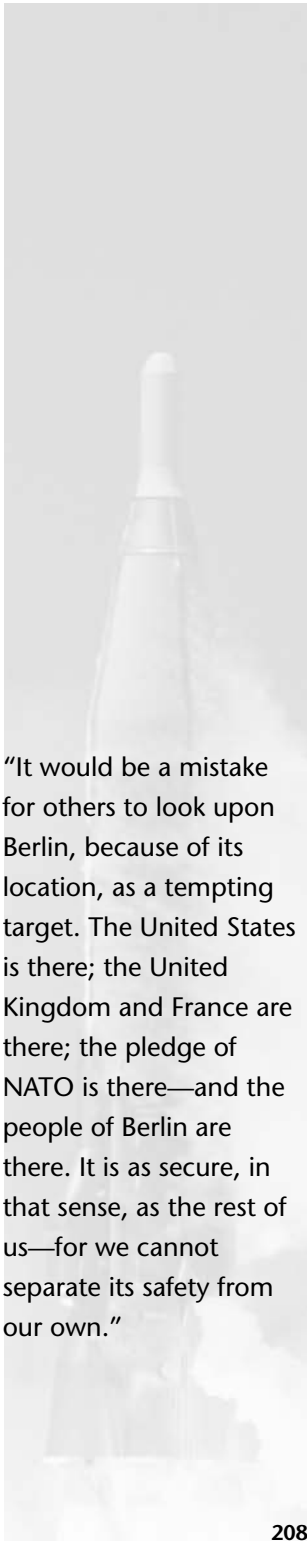 “It would be a mistake
for others to look upon
Berlin, because of its
location, as a tempting
target. The United States
is there; the United
Kingdom and France are
there; the pledge of
NATO is there—and the
people of Berlin are
there. It is as secure, in
that sense, as the rest of
us—for we cannot
separate its safety from
our own.”
208